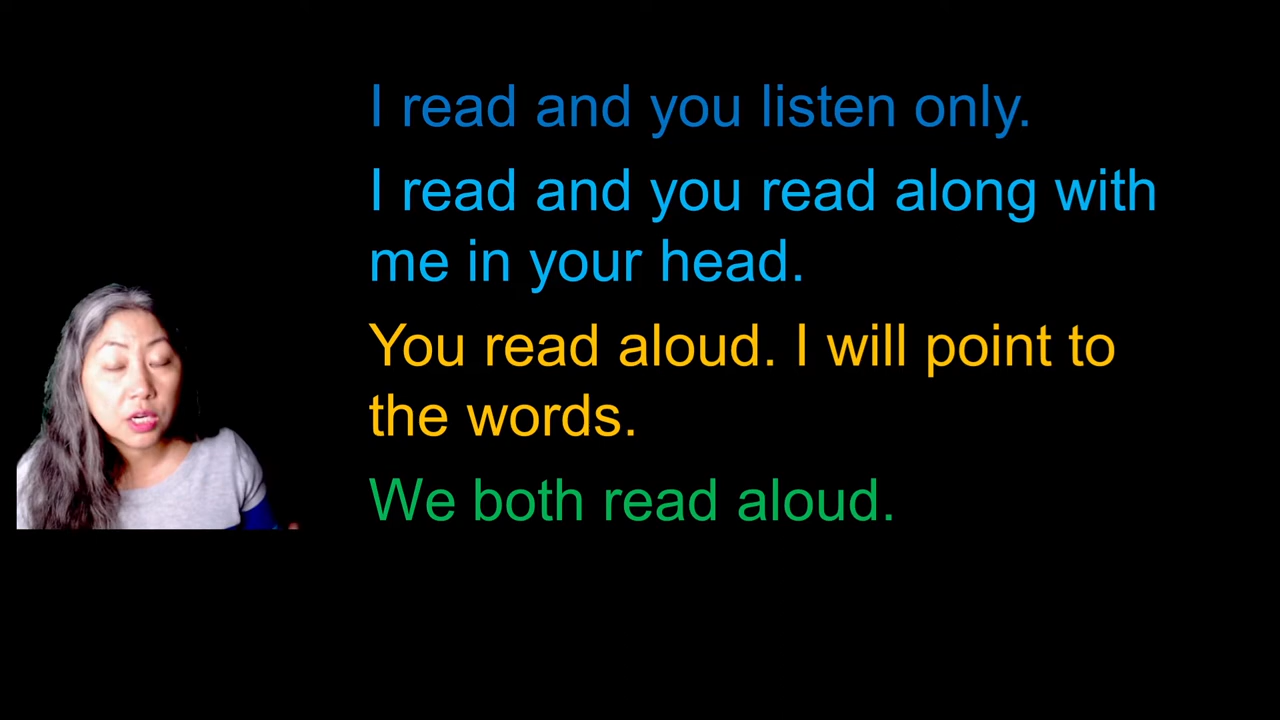 I read and you listen only.
I read and you read along with
me in your head.
You read aloud. I will point to
the words.
We both read aloud.